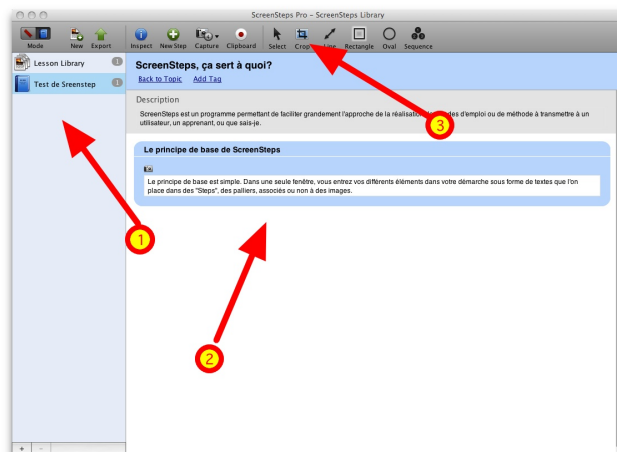 ScreenSteps Pro – ScreenSteps Library
Mode New Export Inspect New Step Capture Clipboard Select Crop Line Rectangle Oval Sequence
Lesson Library 1
Test de Sreenstep 1
ScreenSteps, ça sert à quoi?
Back to Topic Add Tag
Description
ScreenSteps est un programme permettant de faciliter grandement l'approche de la réalisation d'emploi ou de méthode à transmettre à un
utilisateur, un apprenant, ou que sais-je.
Le principe de base de ScreenSteps
Le principe de base est simple. Dans une seule fenêtre, vous entrez vos différents éléments dans votre démarche sous forme de textes que l'on
place dans des "Steps", des palliers, associés ou non à des images.
1
2
3
+ -